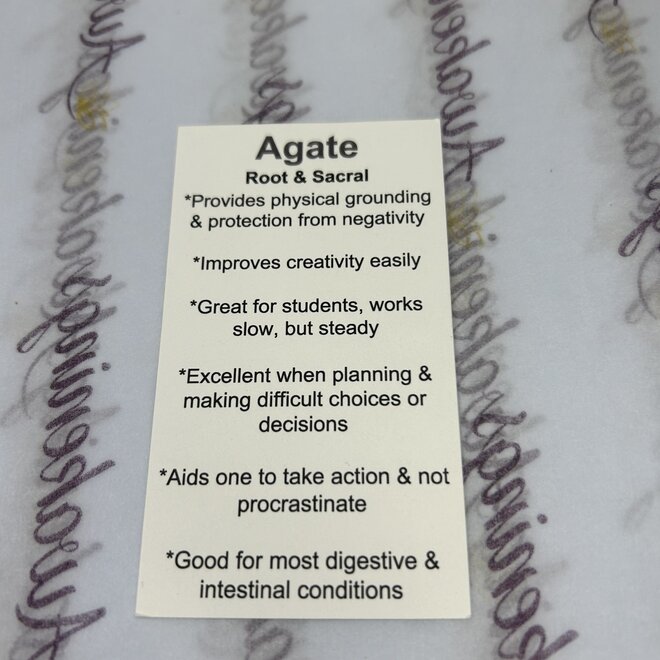 Agate
Root & Sacral
*Provides physical grounding
& protection from negativity
*Improves creativity easily
*Great for students, works
slow, but steady
*Excellent when planning &
making difficult choices or
decisions
*Aids one to take action & not
procrastinate
*Good for most digestive &
intestinal conditions